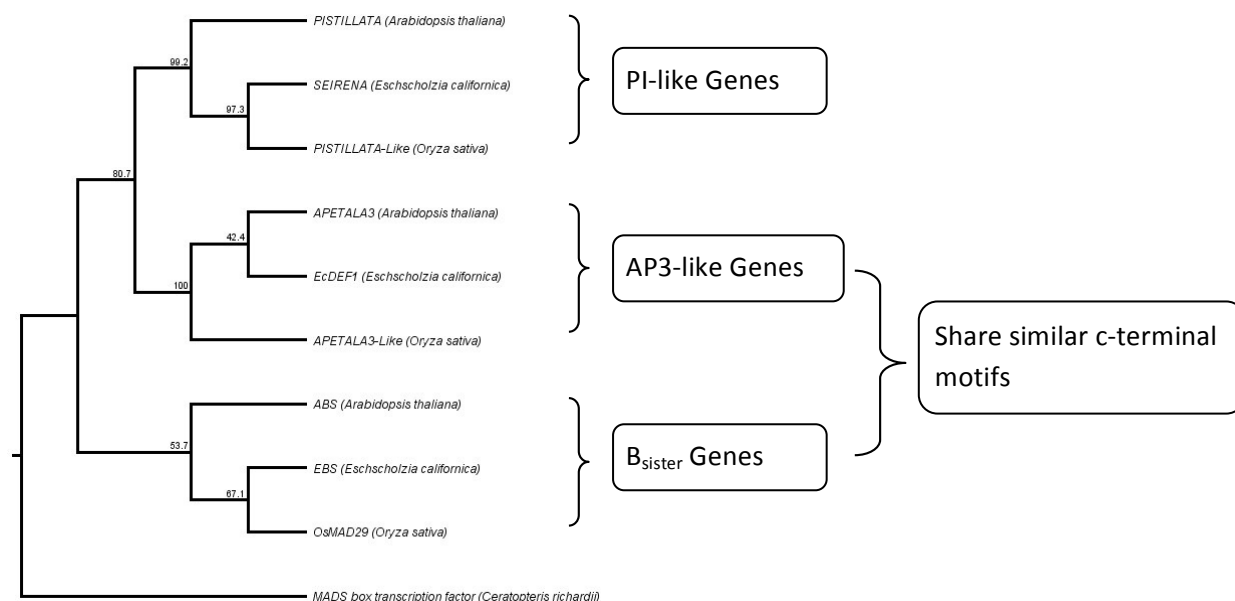 PISTILLATA (Arabidopsis thaliana)
99.2
SEIRENA (Eschscholzia californica)
97.3
PISTILLATA-Like (Oryza sativa)
PI-like Genes
80.7
APETALA3 (Arabidopsis thaliana)
42.4
EcDEF1 (Eschscholzia californica)
100
APETALA3-Like (Oryza sativa)
AP3-like Genes
ABS (Arabidopsis thaliana)
53.7
EBS (Eschscholzia californica)
67.1
OsMAD29 (Oryza sativa)
Bsister Genes
Share similar c-terminal
motifs
MADS box transcription factor (Ceratopteris richardii)